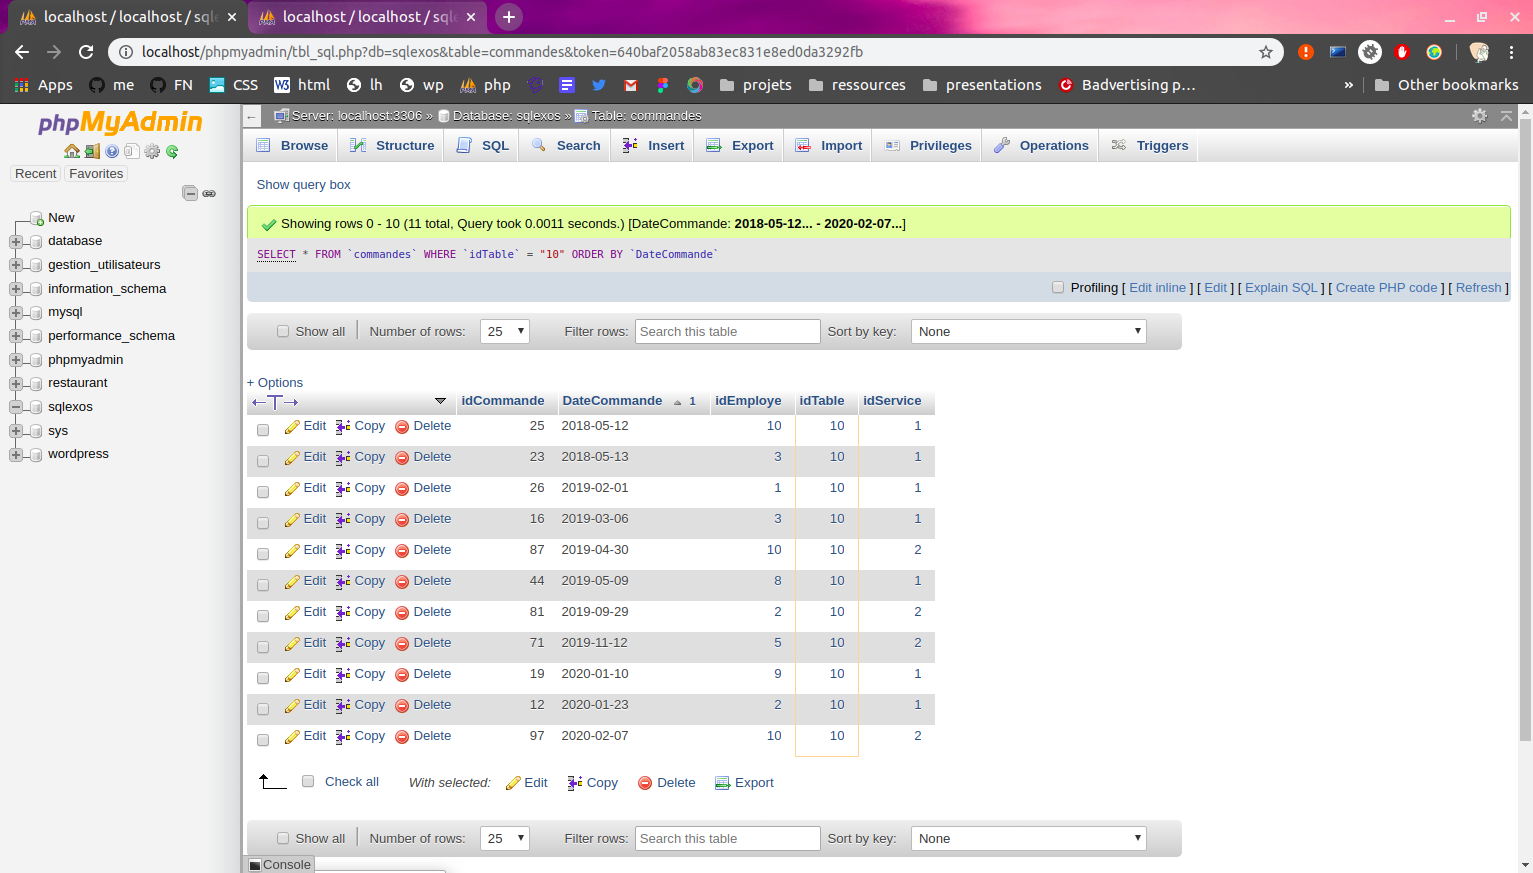 localhost / localhost / sqle
localhost / localhost / sqle
localhost/phpmyadmin/tbl_sql.php?db=sqlexos&table=commandes&token=640baf2058ab83ec831e8ed0da3292fb
Apps me FN CSS html lh wp php projets ressources presentations Badvertising p… » Other bookmarks
phpMyAdmin
Recent Favorites
New
database
gestion_utilisateurs
information_schema
mysql
performance_schema
phpmyadmin
restaurant
sqlexos
sys
wordpress
Server: localhost:3306 » Database: sqlexos » Table: commandes
Browse Structure SQL Search Insert Export Import Privileges Operations Triggers
Show query box
Showing rows 0 - 10 (11 total, Query took 0.0011 seconds.) [DateCommande: 2018-05-12... - 2020-02-07...]
SELECT * FROM `commandes` WHERE `idTable` = "10" ORDER BY `DateCommande`
Profiling [ Edit inline ] [ Edit ] [ Explain SQL ] [ Create PHP code ] [ Refresh ]
Show all Number of rows: 25 Filter rows: Search this table Sort by key: None
+ Options
idCommande DateCommande 1 idEmploye idTable idService
Edit Copy Delete 25 2018-05-12 10 10 1
Edit Copy Delete 23 2018-05-13 3 10 1
Edit Copy Delete 26 2019-02-01 1 10 1
Edit Copy Delete 16 2019-03-06 3 10 1
Edit Copy Delete 87 2019-04-30 10 10 2
Edit Copy Delete 44 2019-05-09 8 10 1
Edit Copy Delete 81 2019-09-29 2 10 2
Edit Copy Delete 71 2019-11-12 5 10 2
Edit Copy Delete 19 2020-01-10 9 10 1
Edit Copy Delete 12 2020-01-23 2 10 1
Edit Copy Delete 97 2020-02-07 10 10 2
Check all With selected: Edit Copy Delete Export
Show all Number of rows: 25 Filter rows: Search this table Sort by key: None
Console